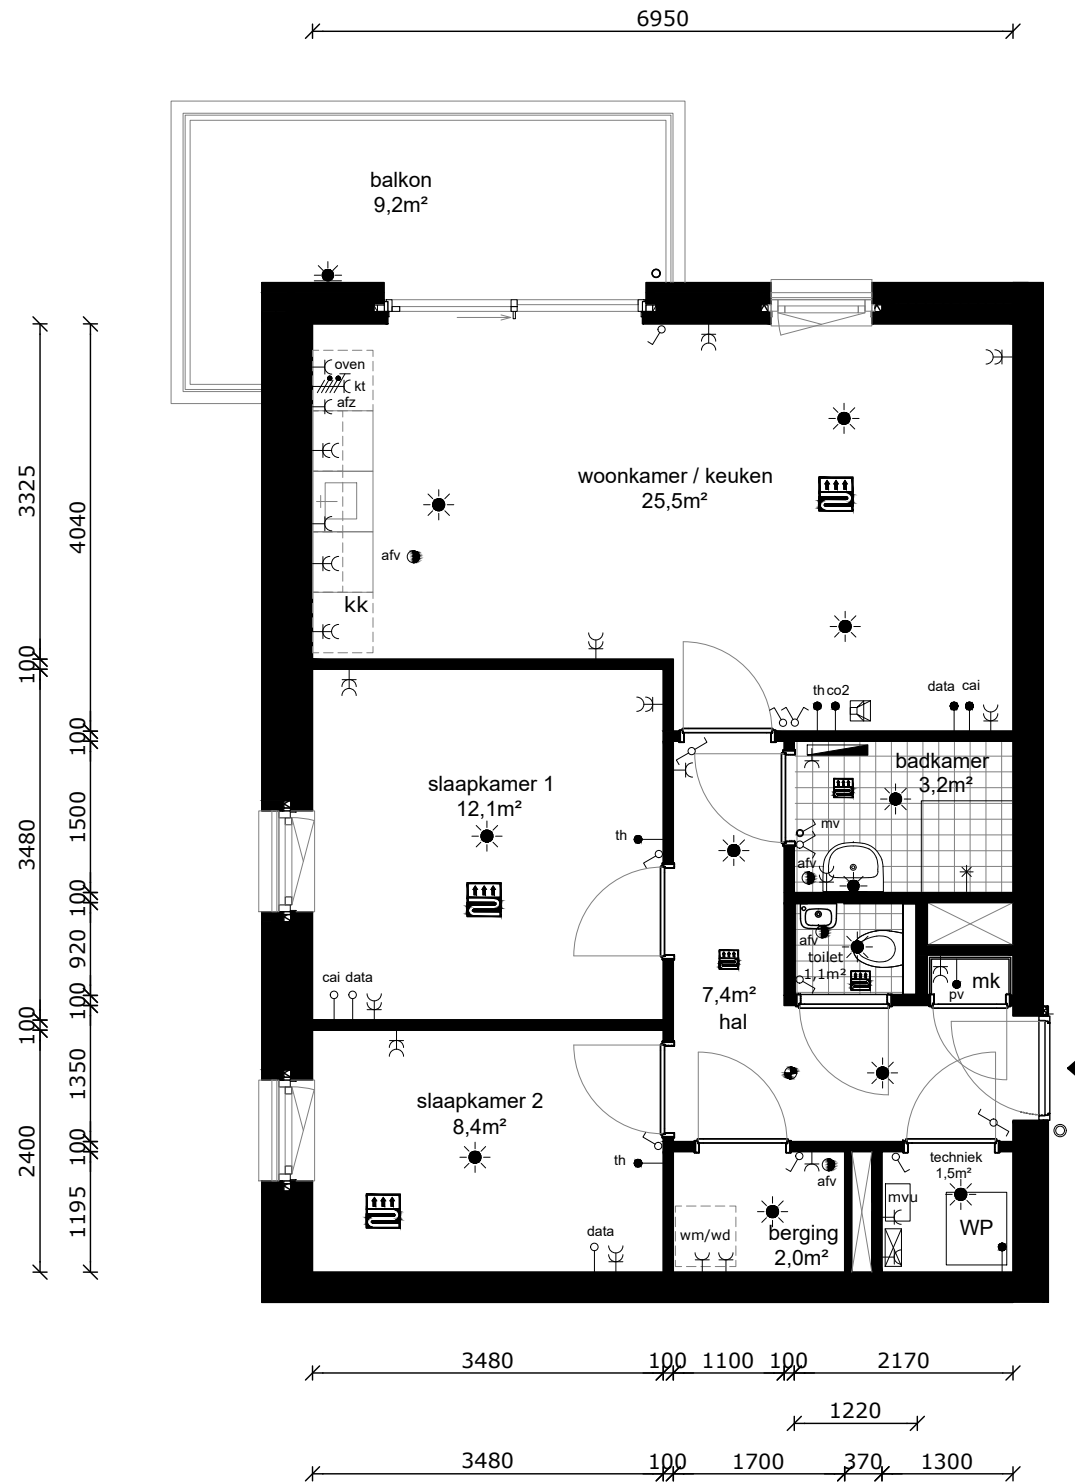 6950
balkon
9,2m²
oven
kt
afz
woonkamer / keuken
25,5m²
afv
kk
3325
4040
100
th co2
data cai
100
badkamer
3,2m²
slaapkamer 1
12,1m²
th
mv
1500
3480
afv
100
920
afv
toilet
1,1m²
cai data
7,4m²
hal
mk
pv
100
100
1350
slaapkamer 2
8,4m²
th
100
2400
afv
techniek
1,5m²
mvu
1195
data
wm/wd
berging
2,0m²
WP
3480 100 1100 100 2170
1220
3480 100 1700 370 1300